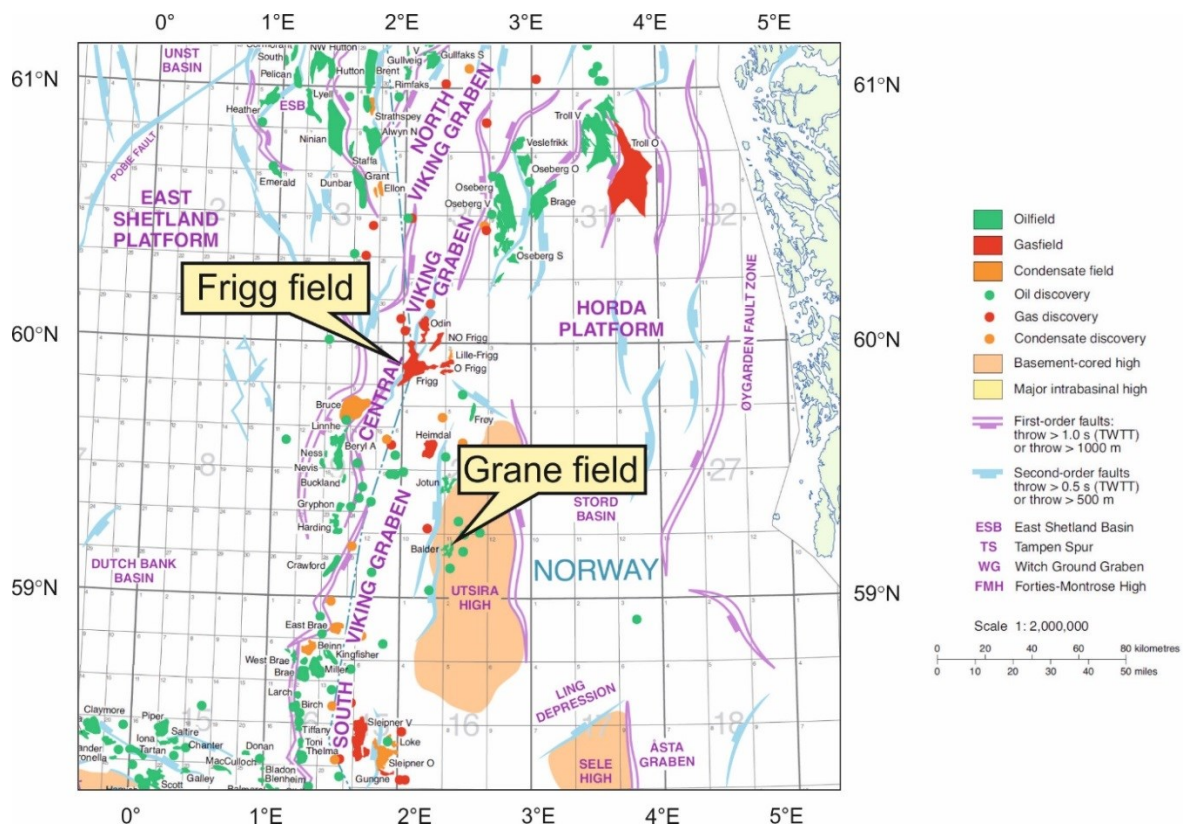 0° 1°E 2°E 3°E 4°E 5°E
61°N
61°N
60°N
60°N
59°N
59°N
UNST
BASIN
South
NW Hutton
Pelican
Hutton
Brent
Gullveig
Gullfaks S
Rimfaks
Heather
ESB
Lyell
Strathspey
Ninian
Alwyn N
Staffa
Grant
Emerald
Dunbar
Ellon
POBIE FAULT
EAST
SHETLAND
PLATFORM
NORTH
VIKING GRABEN
Troll V
Troll O
Veslefrikk
Oseberg O
Oseberg
Oseberg V
Brage
Oseberg S
2
3
31
32
Frigg field
CENTRAL
VIKING
GRABEN
HORDA
PLATFORM
ØYGARDEN FAULT ZONE
Odin
NO Frigg
Lille-Frigg
O Frigg
Frigg
Bruce
Linnhe
Frøy
Ness
Beryl A
Heimdal
Nevis
Buckland
Jotun
Gryphon
Harding
Crawford
Balder
8
27
Grane field
STORD
BASIN
DUTCH BANK
BASIN
UTSIRA
HIGH
NORWAY
SOUTH
VIKING GRABEN
East Brae
Beinn
Kingfisher
West Brae
Brae
Miller
Larch
Birch
Tiffany
Toni
Thelma
Sleipner V
Loke
Sleipner O
Gungne
Claymore
Piper
Saltire
Iona
Tartan
Chanter
MacCulloch
Donan
Galley
Scott
Bladon
Blenheim
15
16
17
18
LING
DEPRESSION
SELE
HIGH
ÅSTA
GRABEN
0° 1°E 2°E 3°E 4°E 5°E
Oilfield
Gasfield
Condensate field
Oil discovery
Gas discovery
Condensate discovery
Basement-cored high
Major intrabasinal high
First-order faults:
throw > 1.0 s (TWTT)
or throw > 1000 m
Second-order faults
throw > 0.5 s (TWTT)
or throw > 500 m
ESB East Shetland Basin
TS Tampen Spur
WG Witch Ground Graben
FMH Forties-Montrose High
Scale 1: 2,000,000
0 20 40 60 80 kilometres
0 10 20 30 40 50 miles